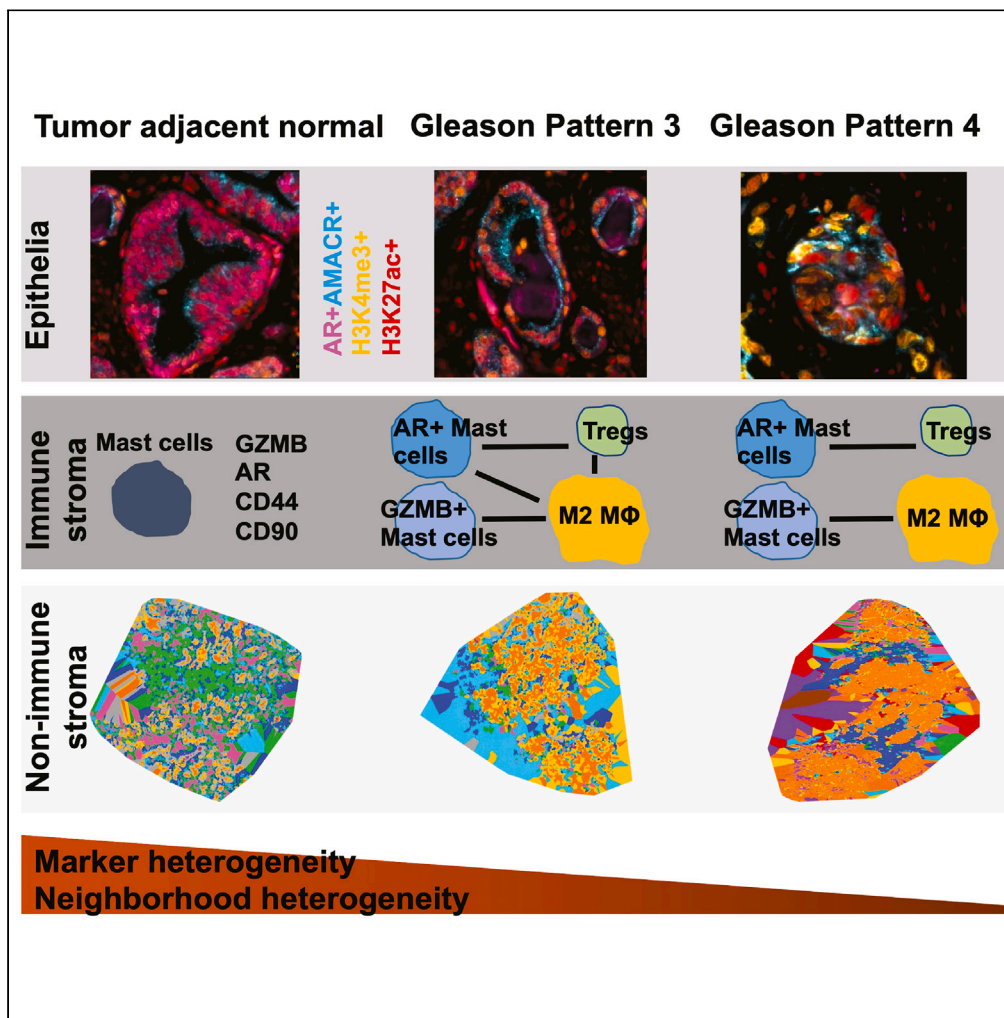 Tumor adjacent normal
Gleason Pattern 3
Gleason Pattern 4
Epithelia
AR+AMACR+
H3K4me3+
H3K27ac+
Immune
stroma
Mast cells
GZMB
AR
CD44
CD90
AR+ Mast
cells
Tregs
GZMB+
Mast cells
M2 MΦ
AR+ Mast
cells
Tregs
GZMB+
Mast cells
M2 MΦ
Non-immune
stroma
Marker heterogeneity
Neighborhood heterogeneity